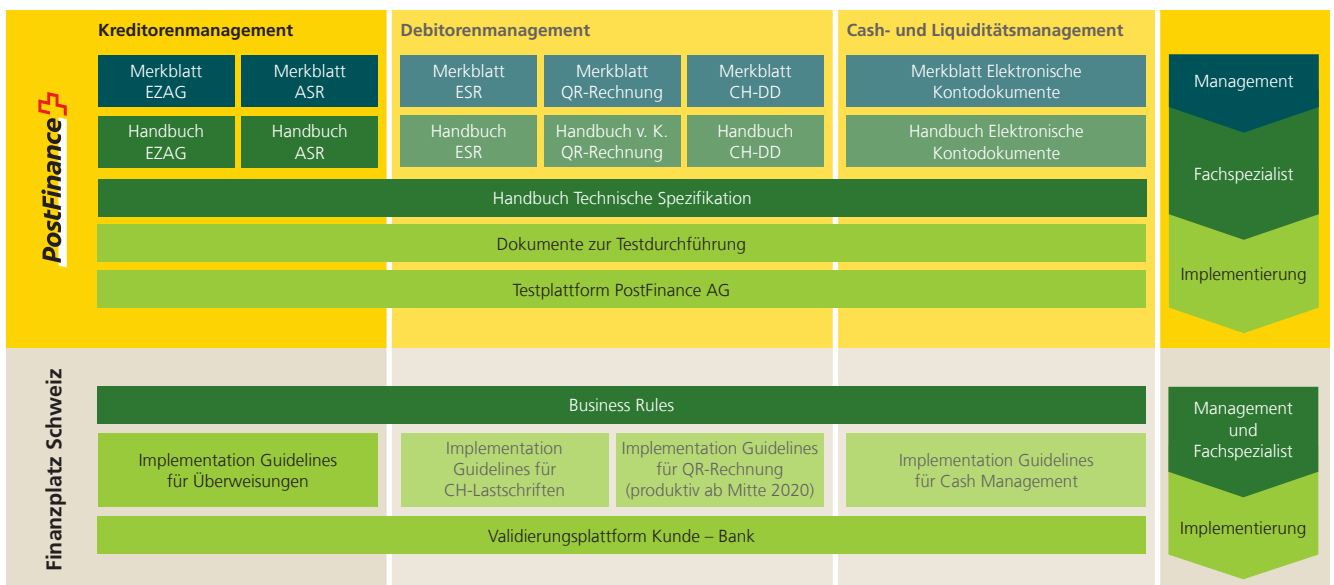 Kreditorenmanagement
Debitorenmanagement
Cash- und Liquiditätsmanagement
PostFinance
Merkblatt
EZAG
Merkblatt
ASR
Merkblatt
ESR
Merkblatt
QR-Rechnung
Merkblatt
CH-DD
Merkblatt Elektronische
Kontodokumente
Management
Handbuch
EZAG
Handbuch
ASR
Handbuch
ESR
Handbuch v. K.
QR-Rechnung
Handbuch
CH-DD
Handbuch Elektronische
Kontodokumente
Fachspezialist
Handbuch Technische Spezifikation
Dokumente zur Testdurchführung
Testplattform PostFinance AG
Implementierung
Finanzplatz Schweiz
Business Rules
Management
und
Fachspezialist
Implementation Guidelines
für Überweisungen
Implementation
Guidelines für
CH-Lastschriften
Implementation Guidelines
für QR-Rechnung
(produktiv ab Mitte 2020)
Implementation Guidelines
für Cash Management
Validierungsplattform Kunde – Bank
Implementierung